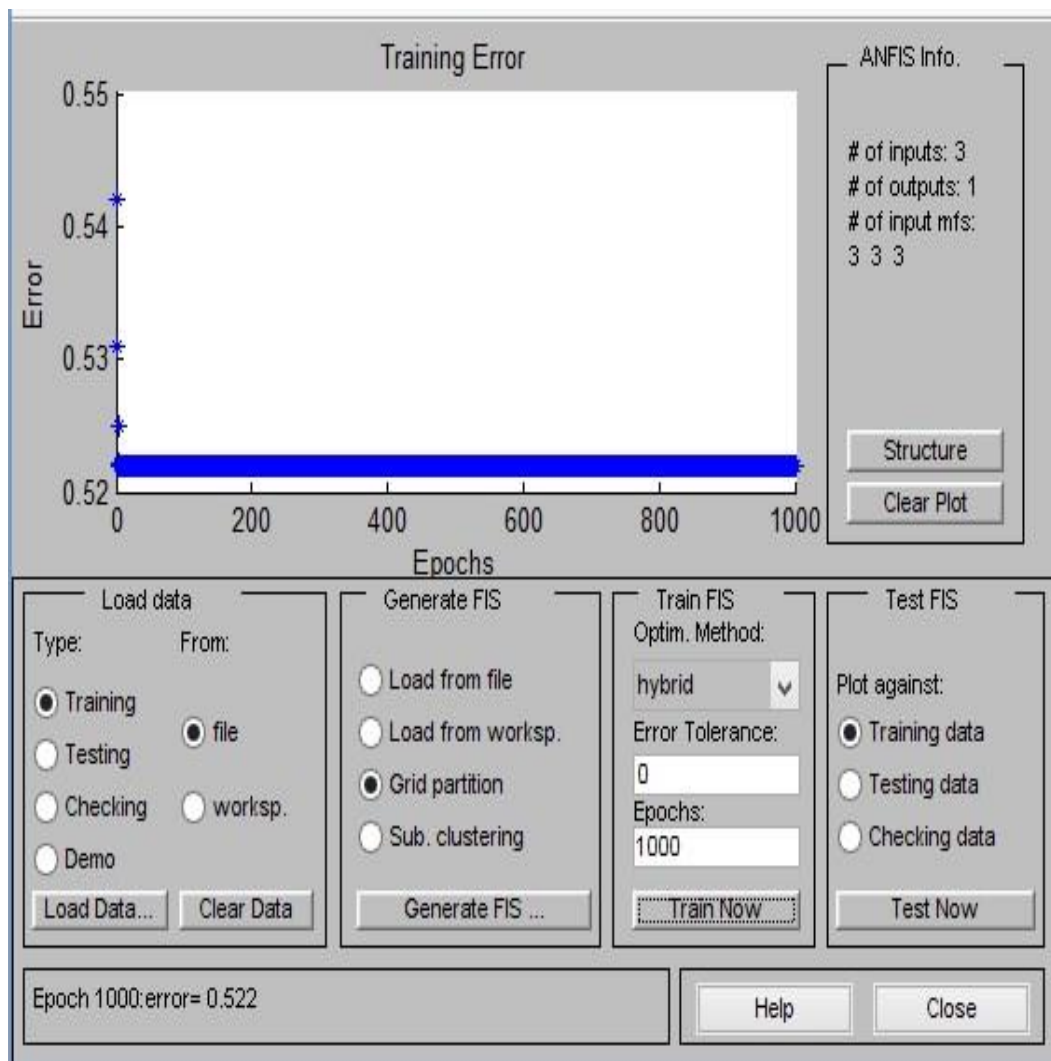 Training Error
0.55
0.54
0.53
0.52
Error
0
200
400
600
800
1000
Epochs
ANFIS Info.
# of inputs: 3
# of outputs: 1
# of input mfs:
3 3 3
Structure
Clear Plot
Load data
Type:
From:
Training
Testing
Checking
Demo
file
worksp.
Load Data...
Clear Data
Generate FIS
Load from file
Load from worksp.
Grid partition
Sub. clustering
Generate FIS ...
Train FIS
Optim. Method:
hybrid
Error Tolerance:
0
Epochs:
1000
Train Now
Test FIS
Plot against:
Training data
Testing data
Checking data
Test Now
Epoch 1000:error= 0.522
Help
Close